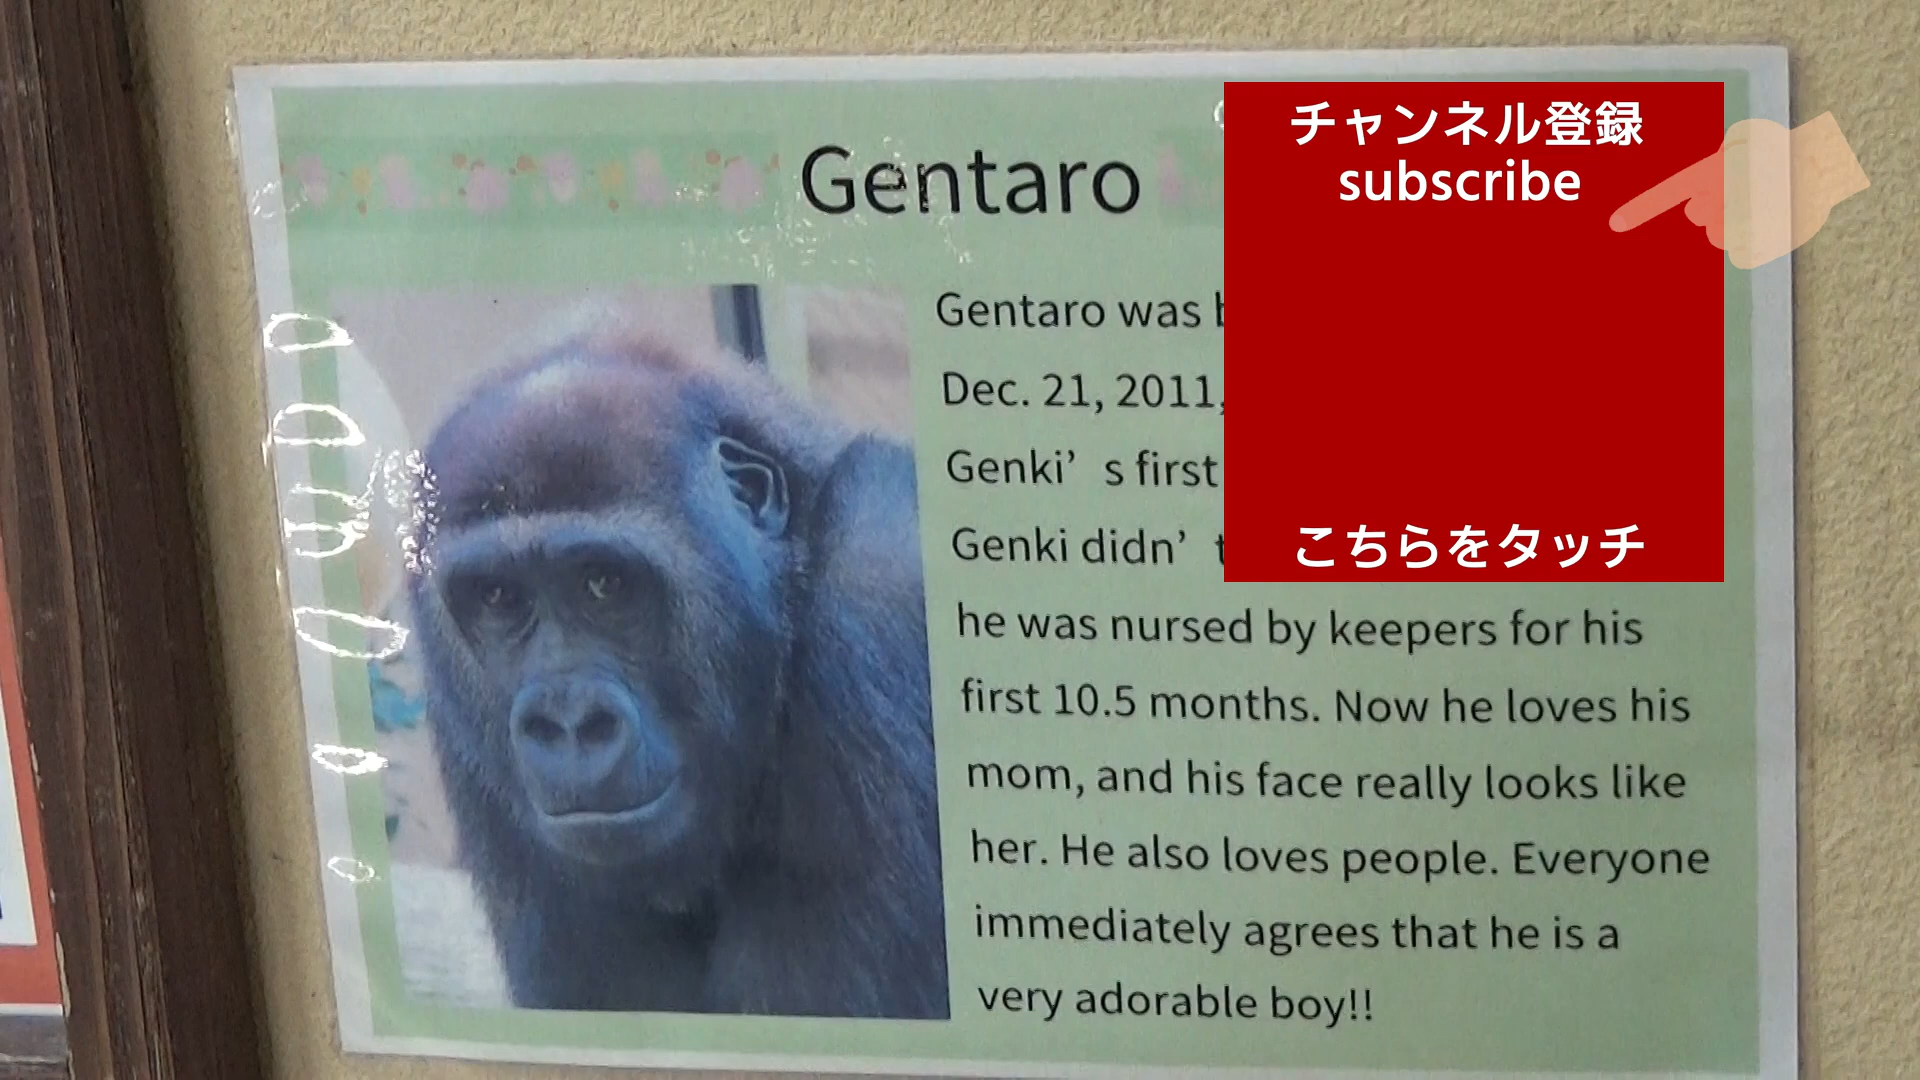 Gentaro
チャンネル登録
subscribe
こちらをタッチ
Gentaro was
Dec. 21, 2011,
Genki’s first
Genki didn’
he was nursed by keepers for his
first 10.5 months. Now he loves his
mom, and his face really looks like
her. He also loves people. Everyone
immediately agrees that he is a
very adorable boy!!